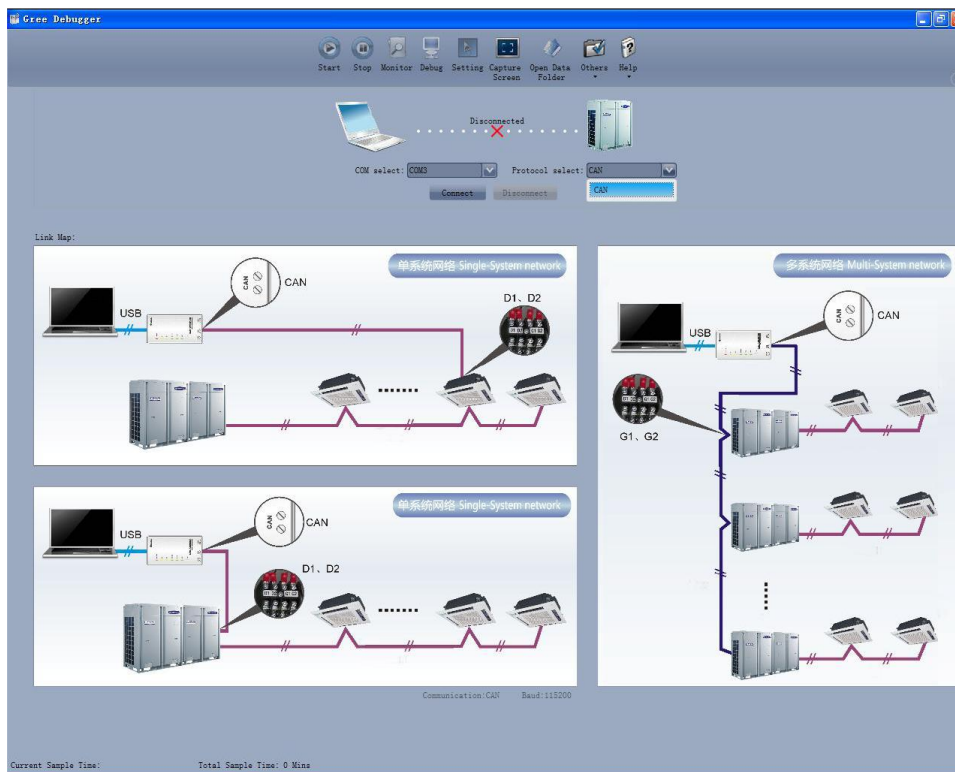 Gree Debugger
Start Stop Monitor Debug Setting Capture Screen Open Data Folder Others Help
Disconnected
COM select: COM3 Protocol select: CAN
Connect Disconnect CAN
Link Map:
单系统网络 Single-System network
CAN
CAN
USB
D1、D2
单系统网络 Single-System network
CAN
CAN
USB
D1、D2
多系统网络 Multi-System network
CAN
CAN
USB
G1、G2
Communication:CAN Baud:115200
Current Sample Time: Total Sample Time: 0 Mins